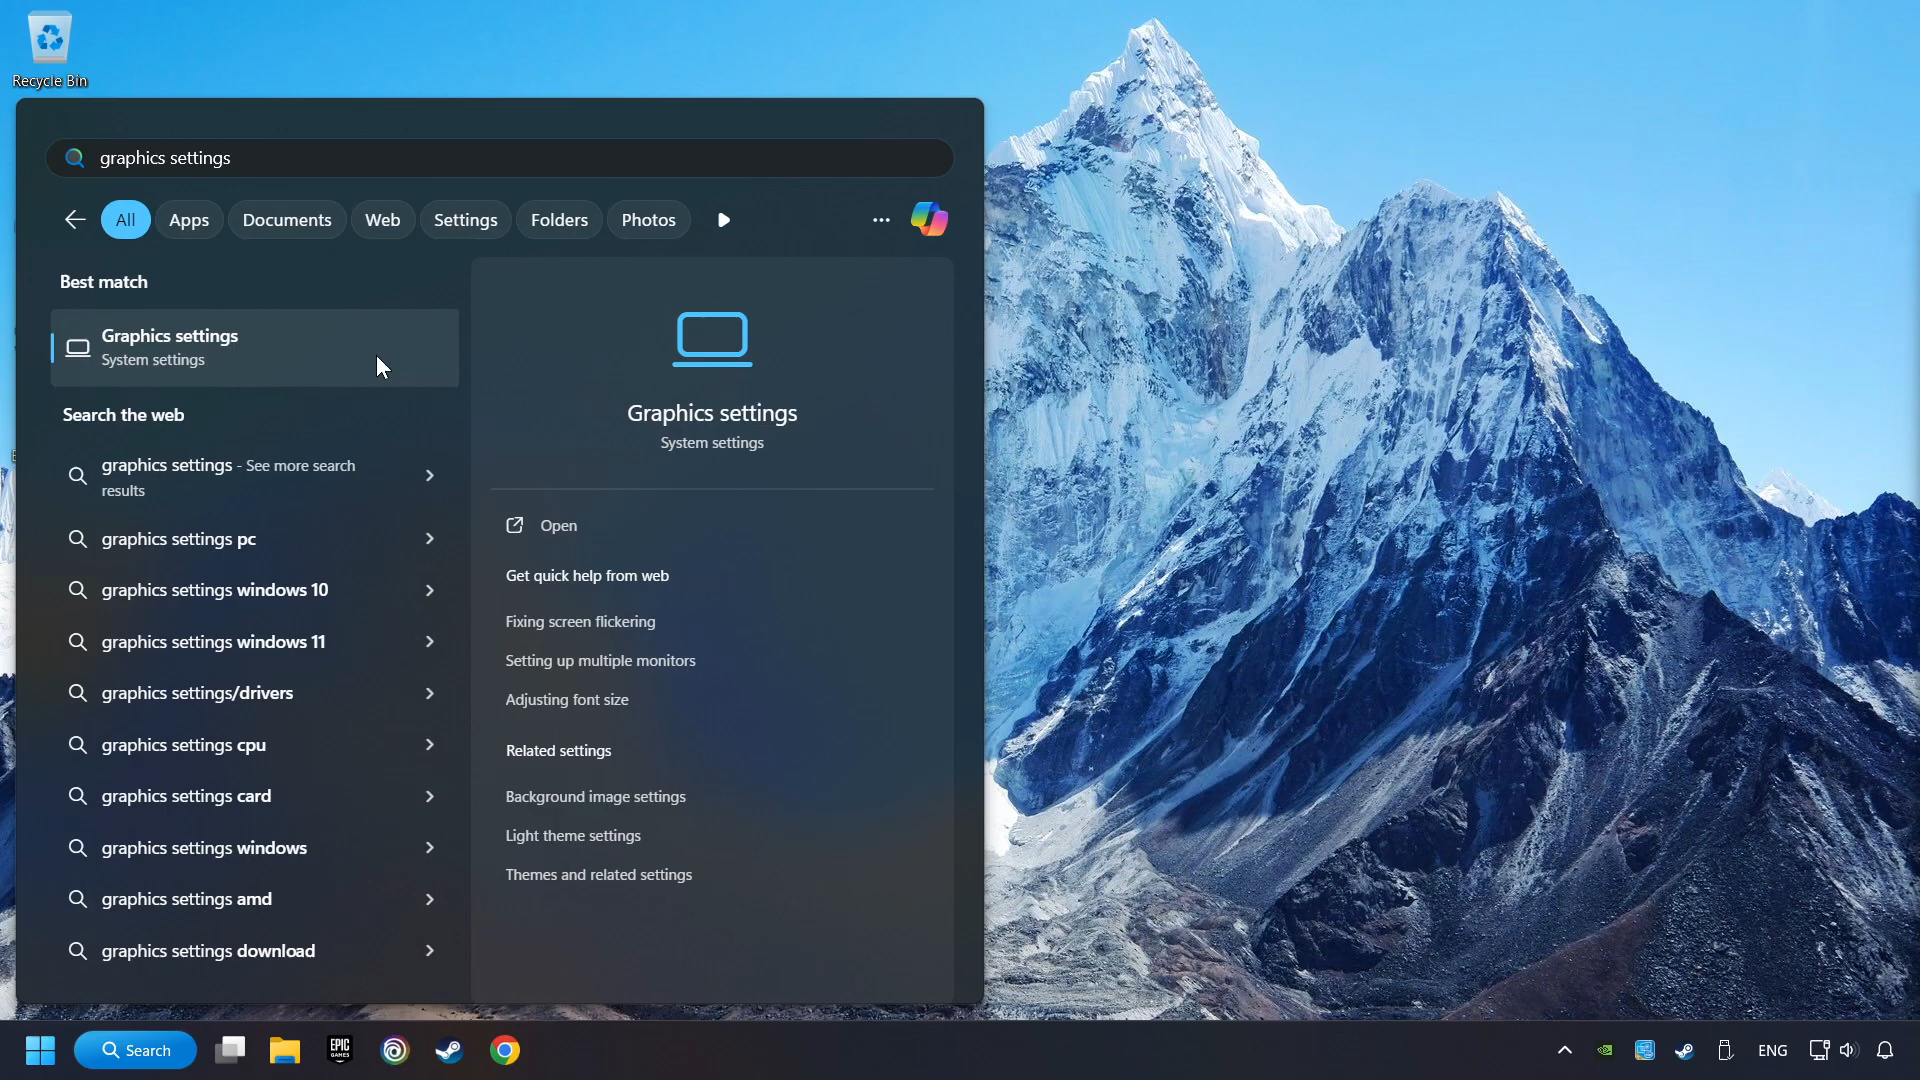 Recycle Bin
graphics settings
All
Apps
Documents
Web
Settings
Folders
Photos
Best match
Graphics settings
System settings
Search the web
graphics settings - See more search
results
graphics settings pc
graphics settings windows 10
graphics settings windows 11
graphics settings/drivers
graphics settings cpu
graphics settings card
graphics settings windows
graphics settings amd
graphics settings download
Graphics settings
System settings
Open
Get quick help from web
Fixing screen flickering
Setting up multiple monitors
Adjusting font size
Related settings
Background image settings
Light theme settings
Themes and related settings
Search
EPIC
GAMES
ENG